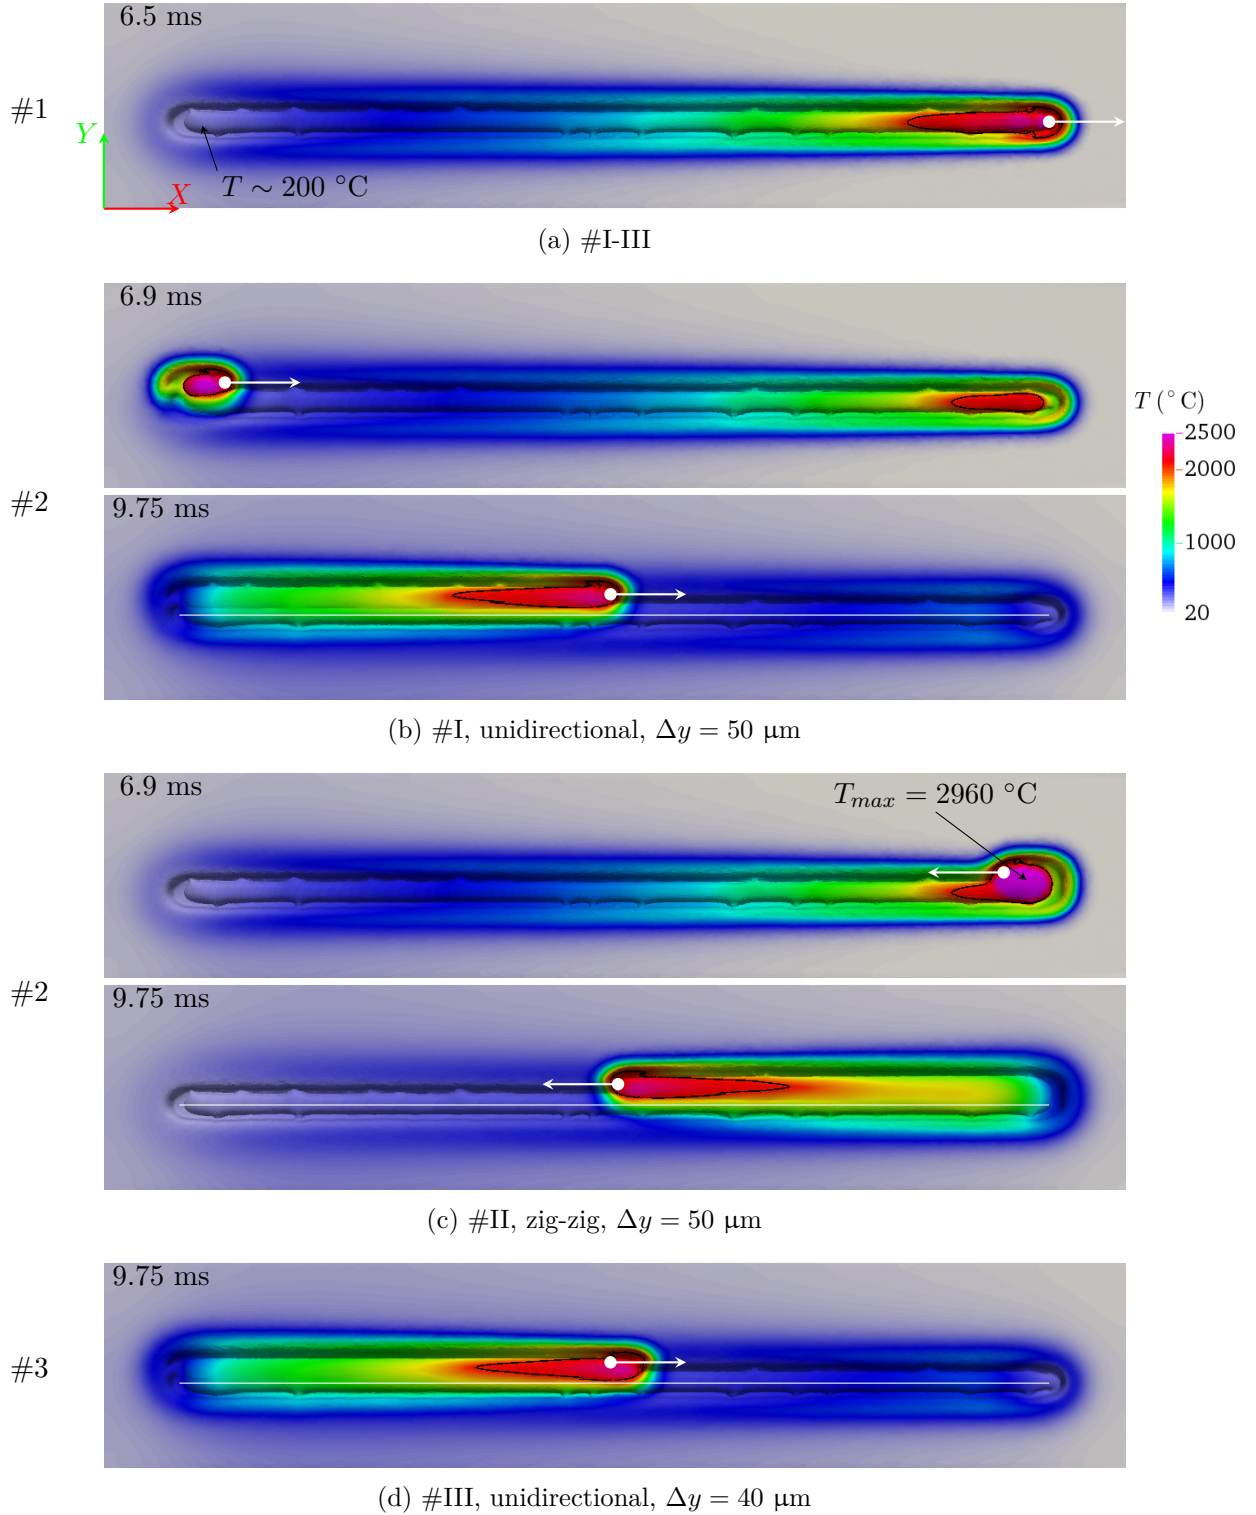 6.5 ms
#1
Y
X
T ∼ 200 °C
(a) #I-III
6.9 ms
T (°C)
2500
2000
1000
20
#2
9.75 ms
(b) #I, unidirectional, Δy = 50 µm
6.9 ms
T_max = 2960 °C
#2
9.75 ms
(c) #II, zig-zig, Δy = 50 µm
9.75 ms
#3
(d) #III, unidirectional, Δy = 40 µm